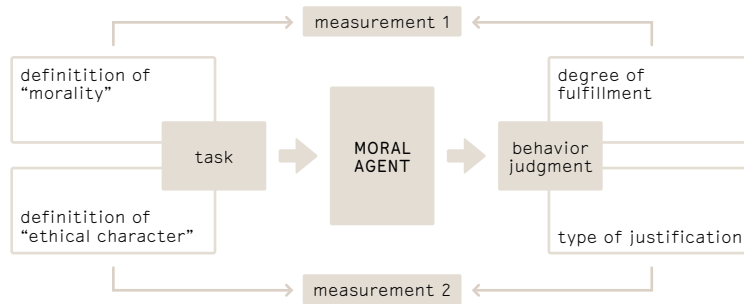 measurement 1
definitition of
“morality”
degree of
fulfillment
task
MORAL
AGENT
behavior
judgment
definitition of
“ethical character”
type of justification
measurement 2